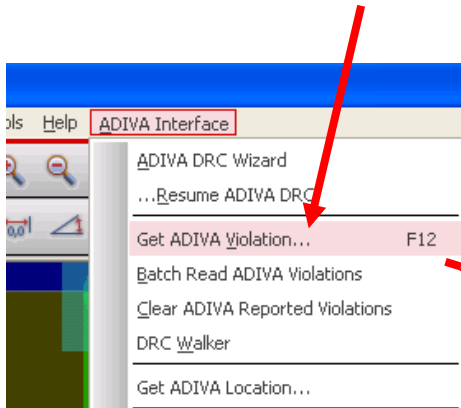 Help ADIVA Interface
ADIVA DRC Wizard
...Resume ADIVA DRC
Get ADIVA Violation... F12
Batch Read ADIVA Violations
Clear ADIVA Reported Violations
DRC Walker
Get ADIVA Location...